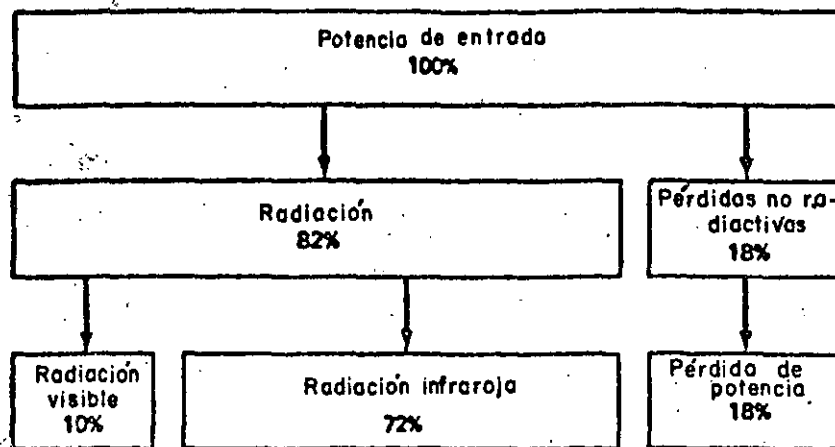 Potencia de entrada
100%
Radiación
82%
Pérdidas no ra-
diactivas
18%
Radiación
visible
10%
Radiación infraroja
72%
Pérdida de
potencia
18%